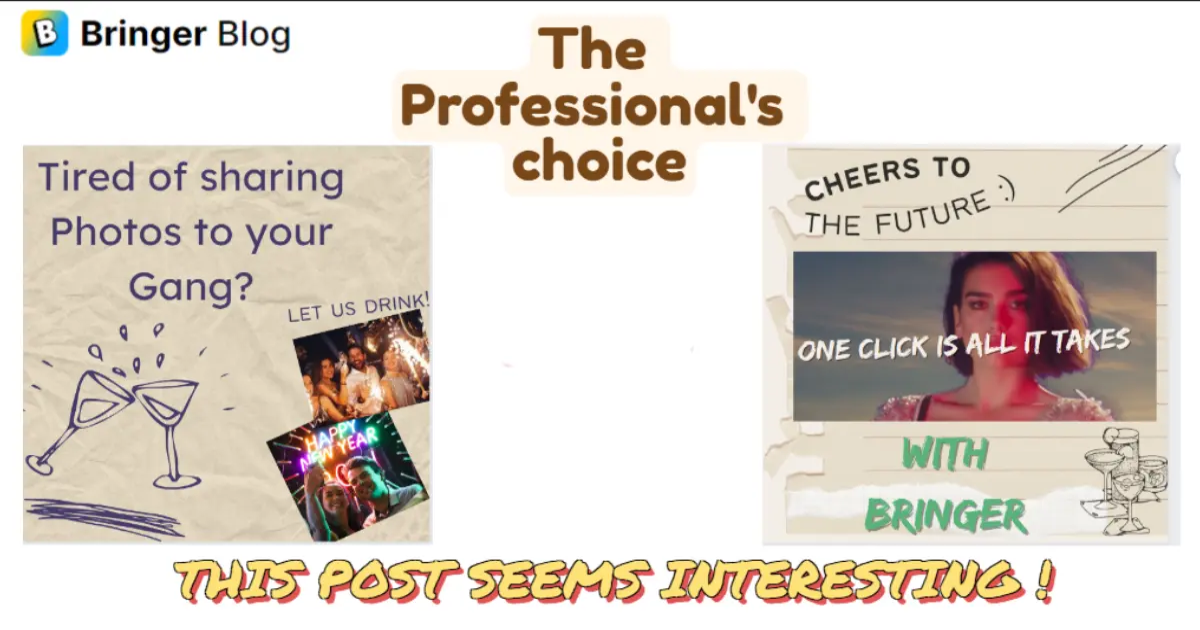 B Bringer Blog
The
Professional's
choice
Tired of sharing
Photos to your
Gang?
LET US DRINK!
HAPPY
NEW YEAR
CHEERS TO
THE FUTURE :)
ONE CLICK IS ALL IT TAKES
WITH
BRINGER
THIS POST SEEMS INTERESTING !